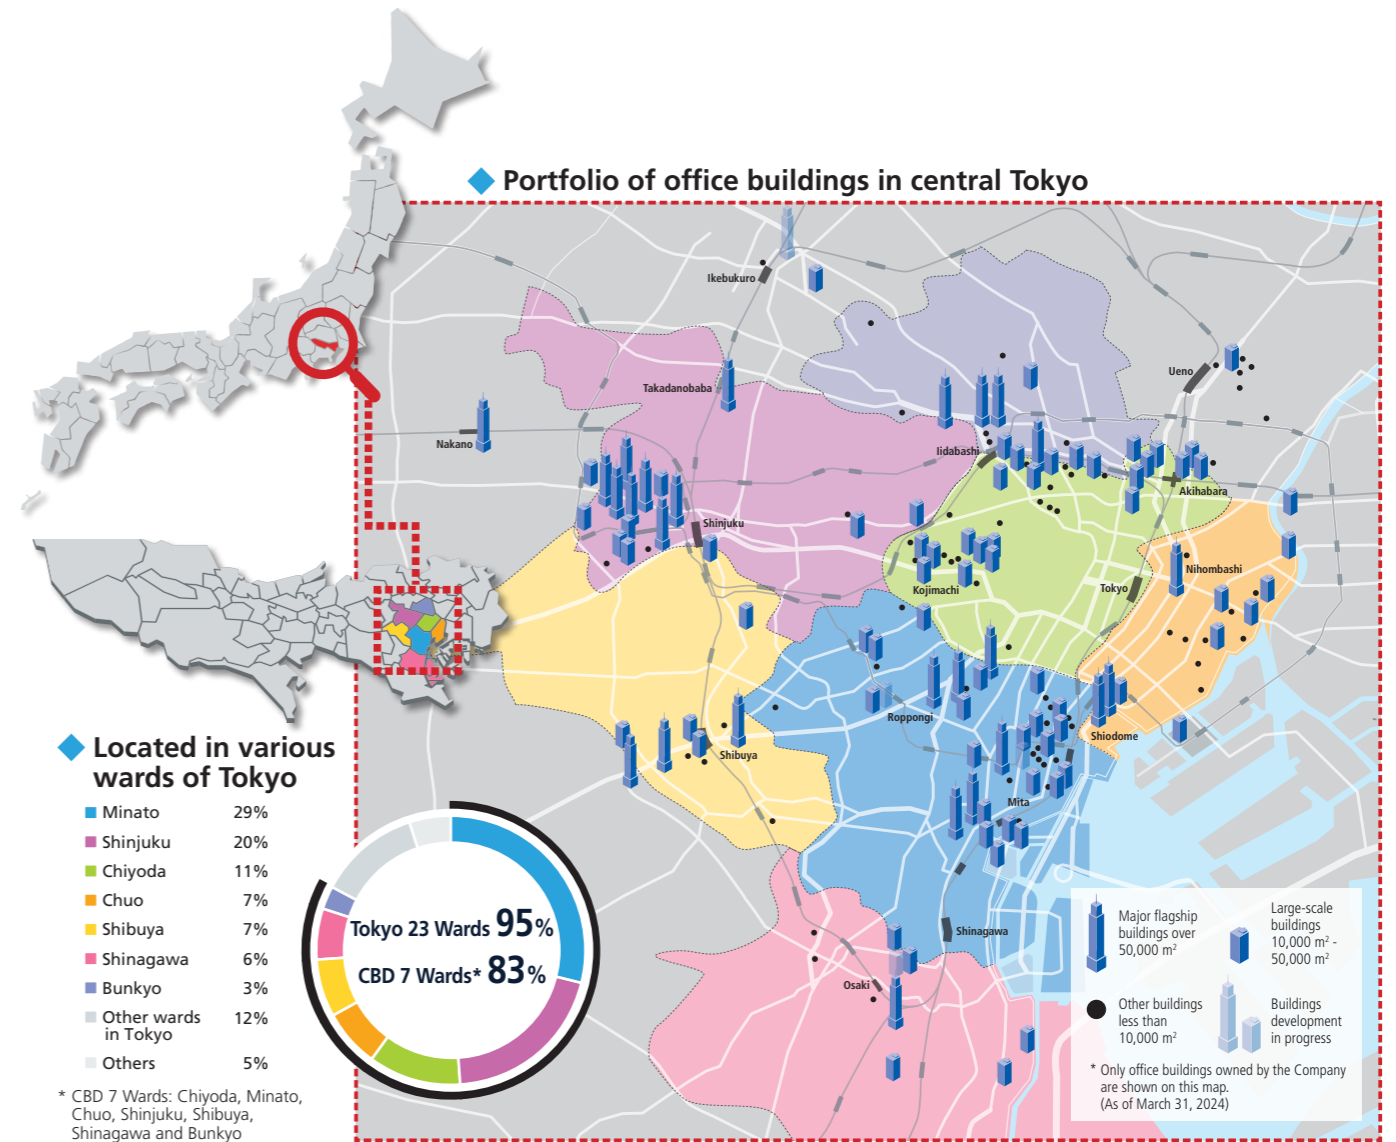 Portfolio of office buildings in central Tokyo
Ikebukuro
Takadanobaba
Ueno
Nakano
Iidabashi
Akihabara
Shinjuku
Nihombashi
Kojimachi
Tokyo
Roppongi
Shiodome
Shibuya
Mita
Shinagawa
Osaki
Located in various
wards of Tokyo
Minato 29%
Shinjuku 20%
Chiyoda 11%
Chuo 7%
Shibuya 7%
Shinagawa 6%
Bunkyo 3%
Other wards 12%
in Tokyo
Others 5%
* CBD 7 Wards: Chiyoda, Minato,
Chuo, Shinjuku, Shibuya,
Shinagawa and Bunkyo
Tokyo 23 Wards 95%
CBD 7 Wards* 83%
Major flagship
buildings over
50,000 m²
Large-scale
buildings
10,000 m² -
50,000 m²
Other buildings
less than
10,000 m²
Buildings
development
in progress
* Only office buildings owned by the Company
are shown on this map.
(As of March 31, 2024)